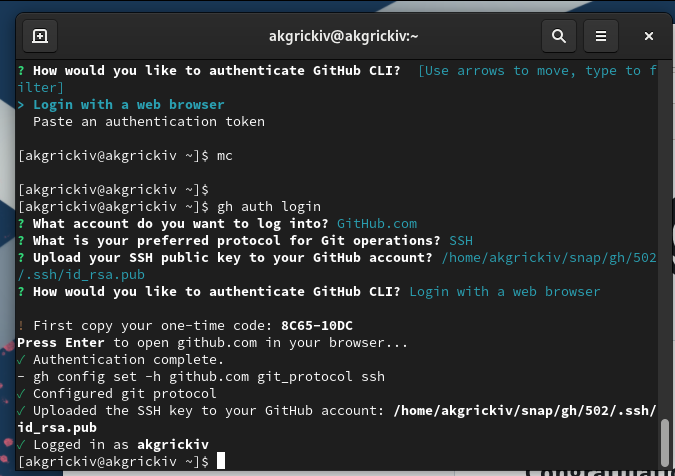 akgrickiv@akgrickiv:~
? How would you like to authenticate GitHub CLI?  [Use arrows to move, type to f
ilter]
> Login with a web browser
  Paste an authentication token
[akgrickiv@akgrickiv ~]$ mc
[akgrickiv@akgrickiv ~]$
[akgrickiv@akgrickiv ~]$ gh auth login
? What account do you want to log into? GitHub.com
? What is your preferred protocol for Git operations? SSH
? Upload your SSH public key to your GitHub account? /home/akgrickiv/snap/gh/502
/.ssh/id_rsa.pub
? How would you like to authenticate GitHub CLI? Login with a web browser
! First copy your one-time code: 8C65-10DC
Press Enter to open github.com in your browser...
✓ Authentication complete.
- gh config set -h github.com git_protocol ssh
✓ Configured git protocol
✓ Uploaded the SSH key to your GitHub account: /home/akgrickiv/snap/gh/502/.ssh/
id_rsa.pub
✓ Logged in as akgrickiv
[akgrickiv@akgrickiv ~]$